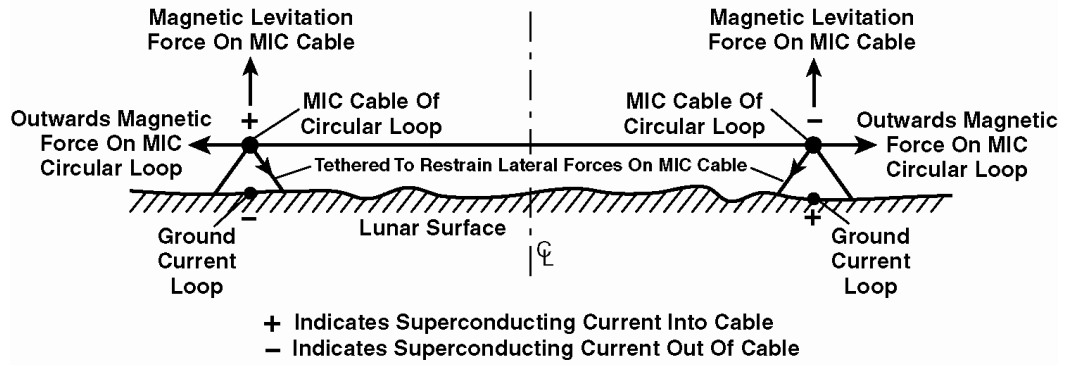 Magnetic Levitation
Force On MIC Cable
Magnetic Levitation
Force On MIC Cable
+
MIC Cable Of
Circular Loop
MIC Cable Of
Circular Loop
–
Outwards Magnetic
Force On MIC
Circular Loop
Outwards Magnetic
Force On MIC
Circular Loop
Tethered To Restrain Lateral Forces On MIC Cable
–
Ground
Current
Loop
Lunar Surface
℄
+
Ground
Current
Loop
+ Indicates Superconducting Current Into Cable
– Indicates Superconducting Current Out Of Cable